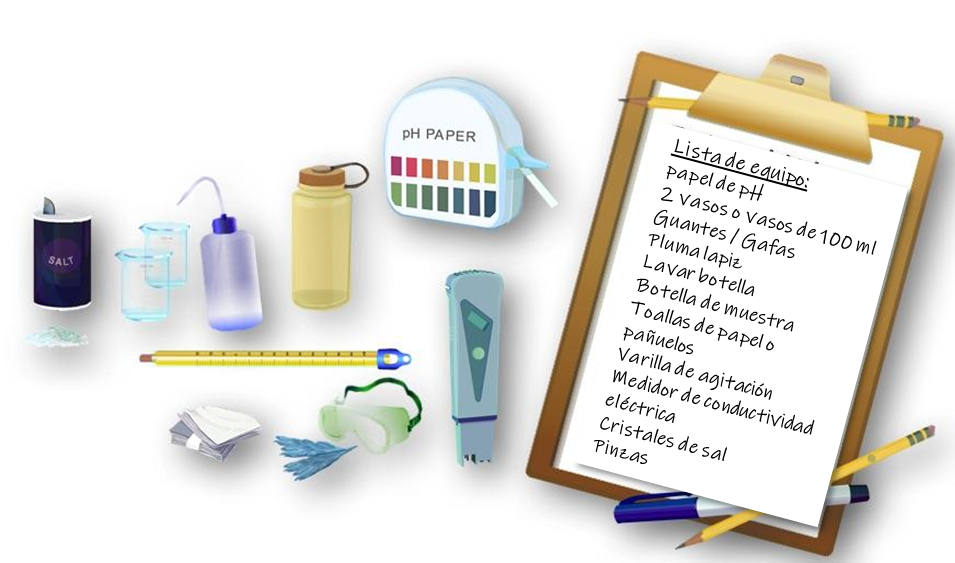 pH PAPER
SALT
Lista de equipo:
papel de pH
2 vasos o vasos de 100 ml
Guantes / Gafas
Pluma lapiz
Lavar botella
Botella de muestra
Toallas de papel o
pañuelos
Varilla de agitación
Medidor de conductividad
eléctrica
Cristales de sal
Pinzas